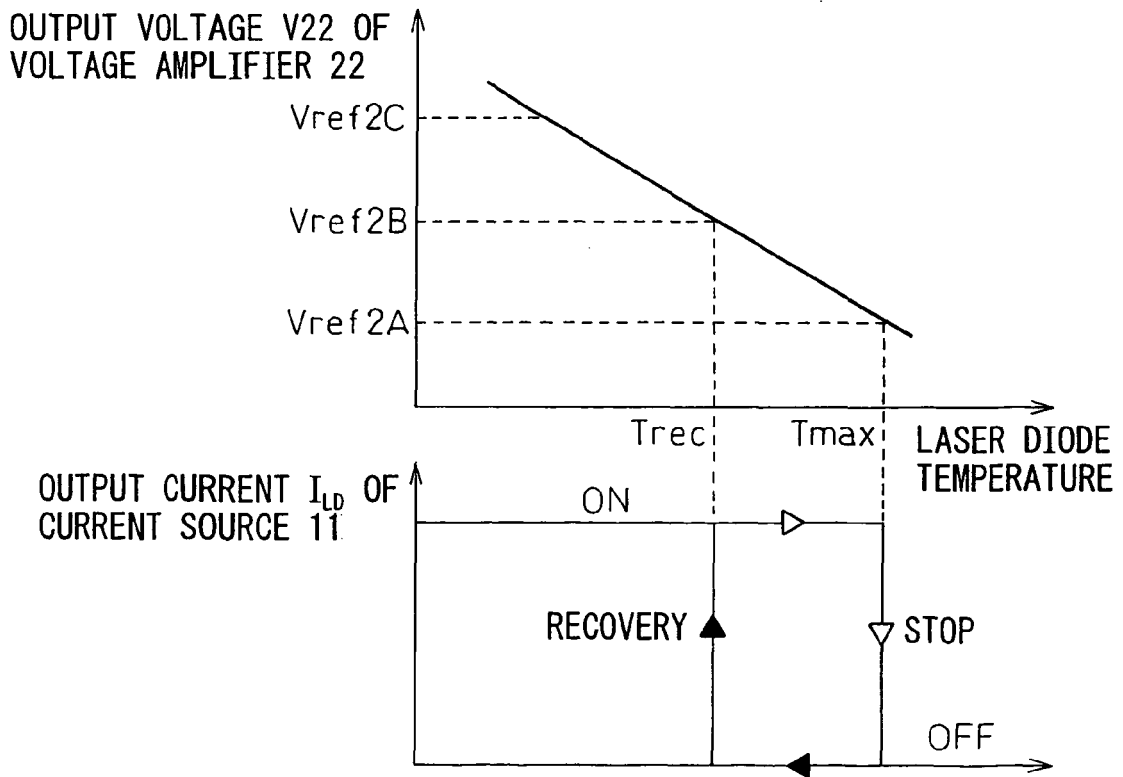 OUTPUT VOLTAGE V22 OF
VOLTAGE AMPLIFIER 22
Vref2C
Vref2B
Vref2A
Trec
Tmax
LASER DIODE
TEMPERATURE
OUTPUT CURRENT ILD OF
CURRENT SOURCE 11
ON
RECOVERY
STOP
OFF